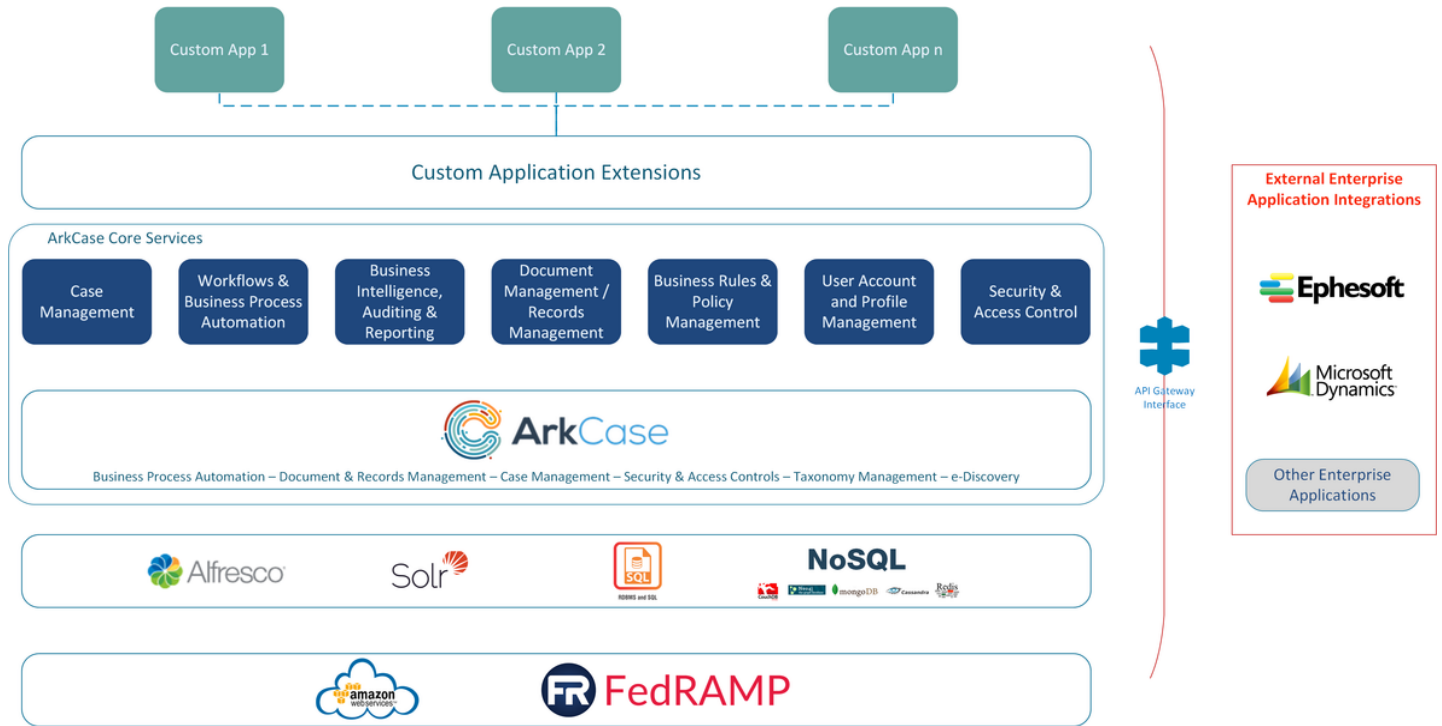 Custom App 1
Custom App 2
Custom App n
Custom Application Extensions
ArkCase Core Services
Case
Management
Workflows &
Business Process
Automation
Business
Intelligence,
Auditing &
Reporting
Document
Management /
Records
Management
Business Rules &
Policy
Management
User Account
and Profile
Management
Security &
Access Control
ArkCase
Business Process Automation – Document & Records Management – Case Management – Security & Access Controls – Taxonomy Management – e-Discovery
Alfresco
Solr
SQL
RDBMS and SQL
NoSQL
CouchDB
mongoDB
Cassandra
Redis
amazon
webservices™
FR FedRAMP
API Gateway
Interface
External Enterprise
Application Integrations
Ephesoft
Microsoft
Dynamics
Other Enterprise
Applications